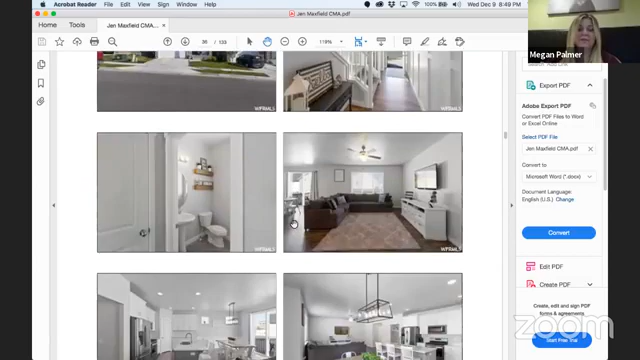 Acrobat Reader File Edit View Sign Window Help
100%
Wed Dec 9 8:49 PM
Jen Maxfield CMA.pdf
Home Tools Jen Maxfield CMA... ×
36 / 133
119%
Megan Palmer
Export PDF
Adobe Export PDF
Convert PDF Files to Word
or Excel Online
Select PDF File
Jen Maxfield CMA.pdf ×
Convert to
Microsoft Word (*.docx)
Document Language:
English (U.S.) Change
Convert
Edit PDF
Create PDF
Create, edit and sign PDF
forms & agreements
Start Free Trial
WFRMLS
WFRMLS
WFRMLS
WFRMLS
zoom